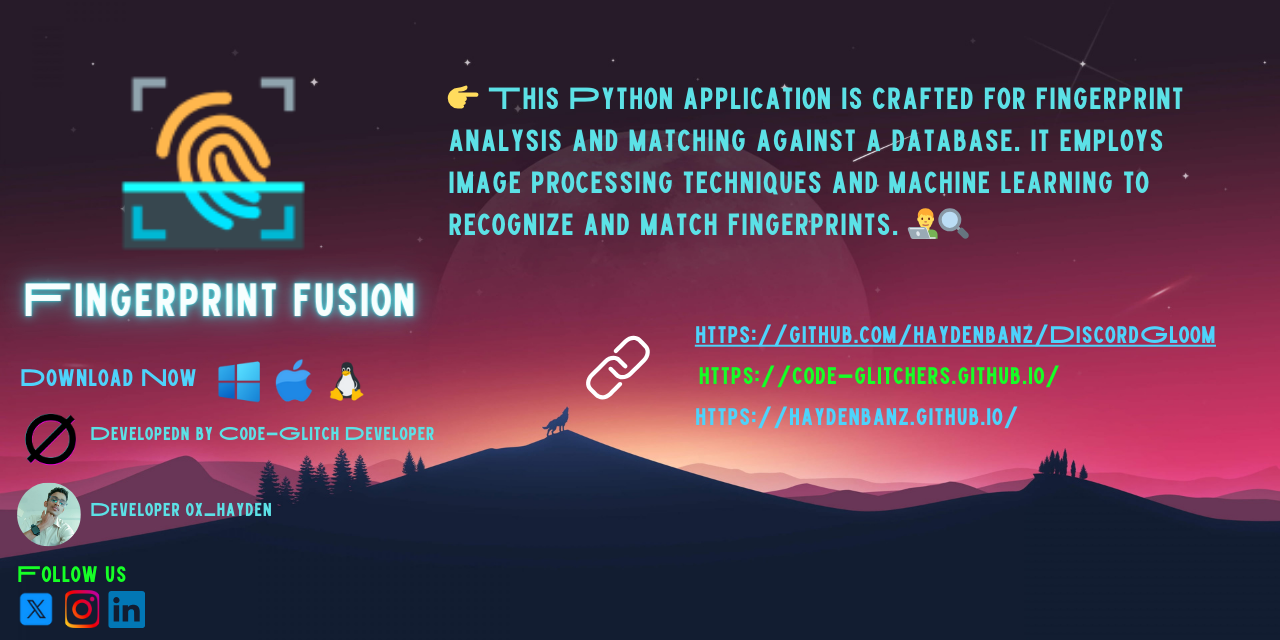 This Python application is crafted for fingerprint
analysis and matching against a database. It employs
image processing techniques and machine learning to
recognize and match fingerprints.
Fingerprint fusion
https://github.com/haydenbanz/DiscordGloom
https://code-glitchers.github.io/
https://haydenbanz.github.io/
Download Now
Developedn by Code-Glitch Developer
Developer 0x_hayden
Follow us
X
in